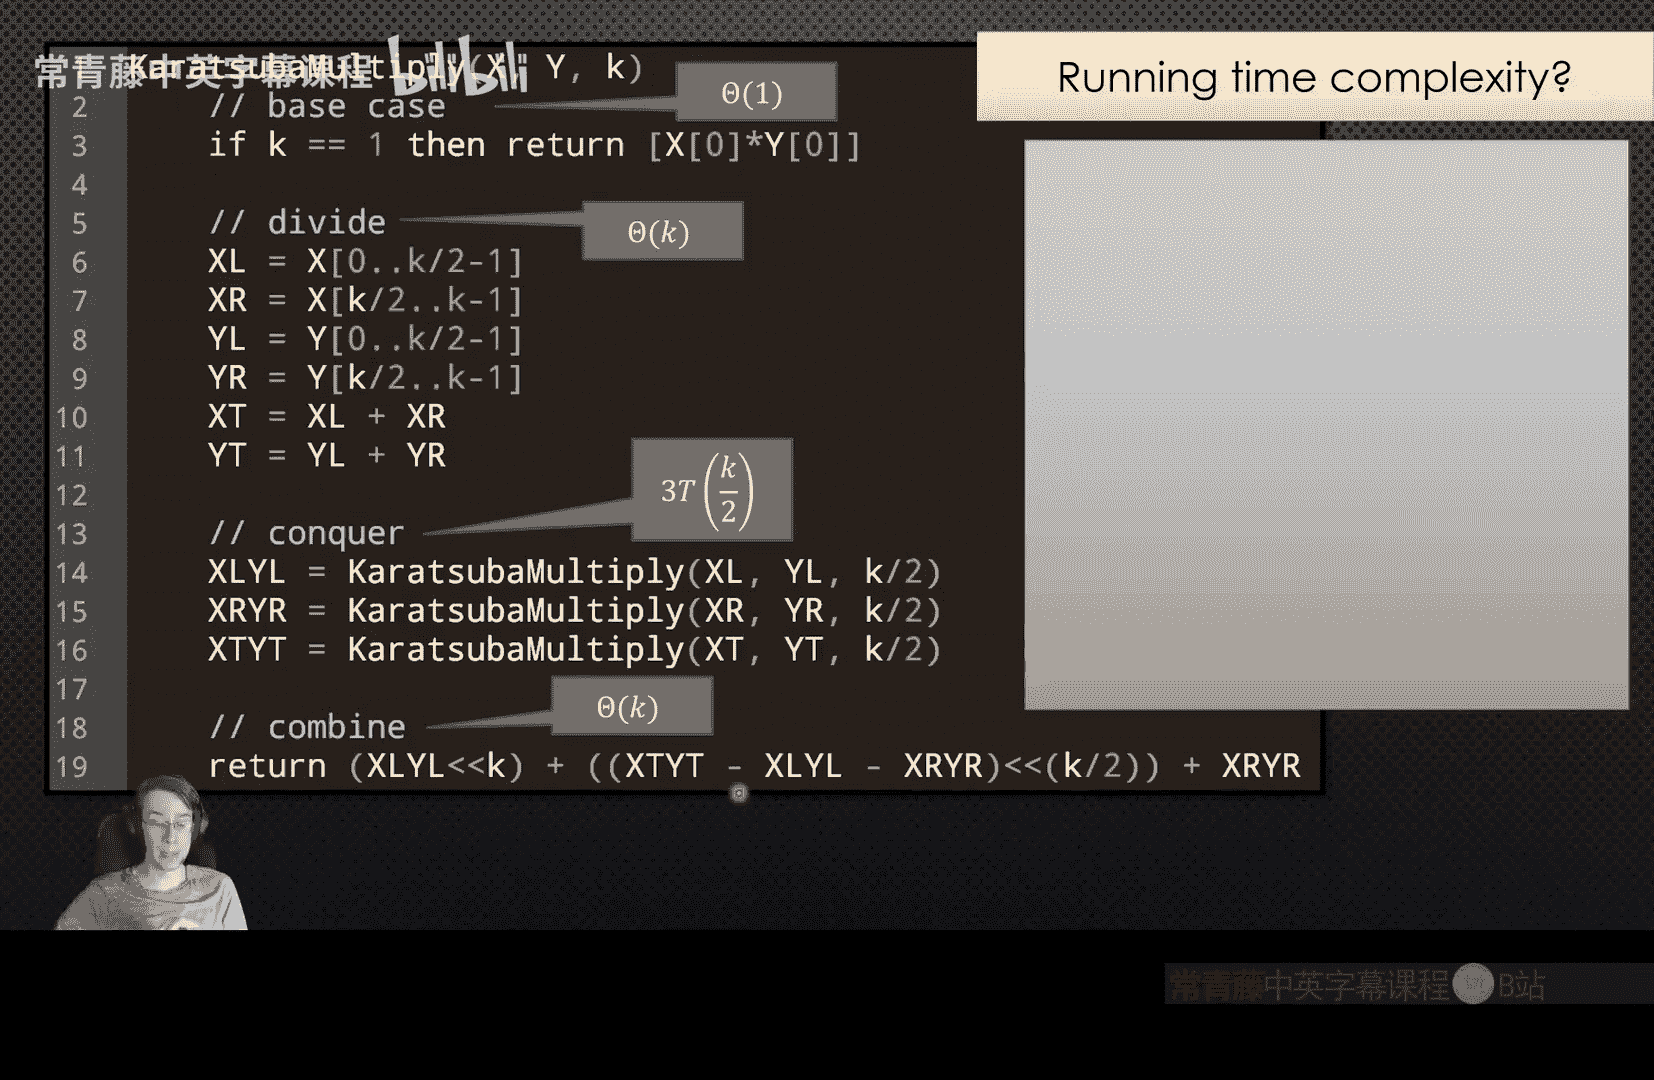 常青藤中英字幕课程 bilibili
Running time complexity?
1 KaratsubaMultiply(X, Y, k)
Θ(1)
2 // base case
3 if k == 1 then return [X[0]*Y[0]]
4
5 // divide
Θ(k)
6 XL = X[0..k/2-1]
7 XR = X[k/2..k-1]
8 YL = Y[0..k/2-1]
9 YR = Y[k/2..k-1]
10 XT = XL + XR
11 YT = YL + YR
12
3T(k/2)
13 // conquer
14 XLYL = KaratsubaMultiply(XL, YL, k/2)
15 XRYR = KaratsubaMultiply(XR, YR, k/2)
16 XTYT = KaratsubaMultiply(XT, YT, k/2)
17
Θ(k)
18 // combine
19 return (XLYL<<k) + ((XTYT - XLYL - XRYR)<<(k/2)) + XRYR
常青藤中英字幕课程 B站